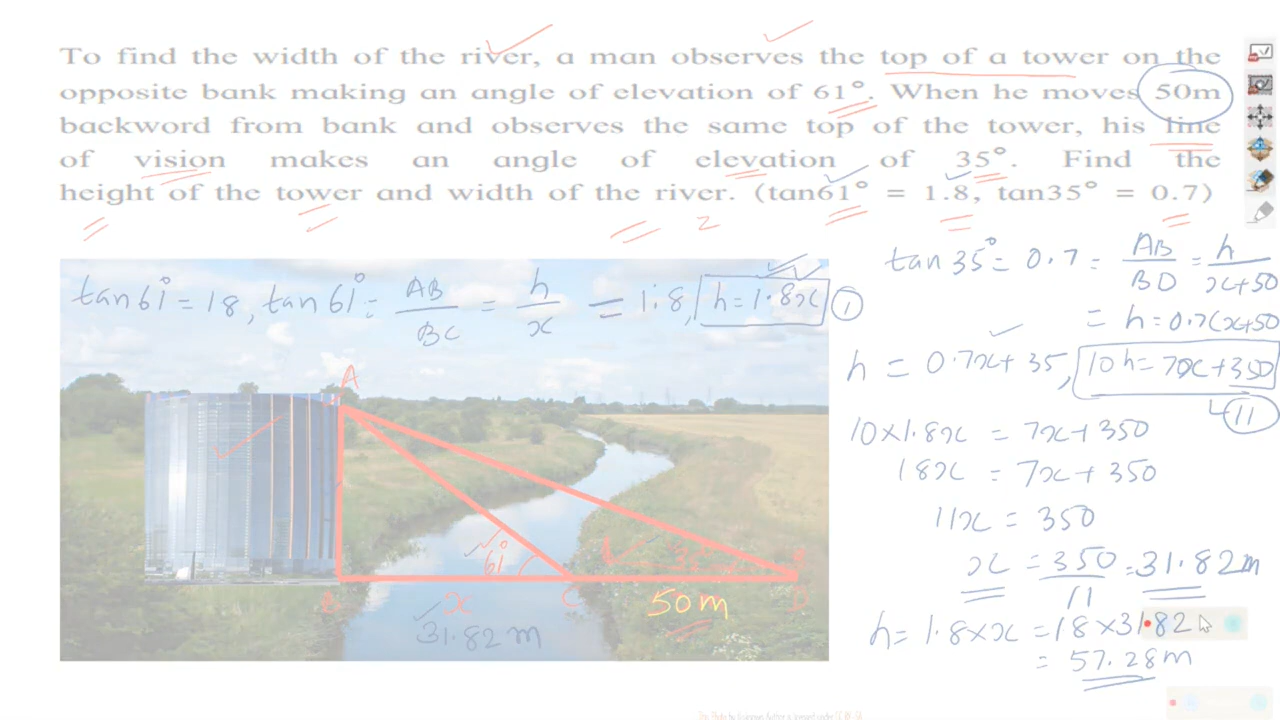 To find the width of the river, a man observes the top of a tower on the
opposite bank making an angle of elevation of 61°. When he moves 50m
backword from bank and observes the same top of the tower, his line
of vision makes an angle of elevation of 35°. Find the
height of the tower and width of the river. (tan61° = 1.8, tan35° = 0.7)
tan 35° = 0.7 = AB/BD = h/x+50
= h = 0.7(x+50
tan 61° = 18, tan 61° = AB/BC = h/x = 1.8, h = 1.8x 1
h = 0.7x + 35, 10h = 7x + 350
11
10 × 1.8x = 7x + 350
18x = 7x + 350
11x = 350
x = 350/11 = 31.82 m
h = 1.8 × x = 18 × 31.82
= 57.28 m
A
61°
B x C 50 m D
31.82 m